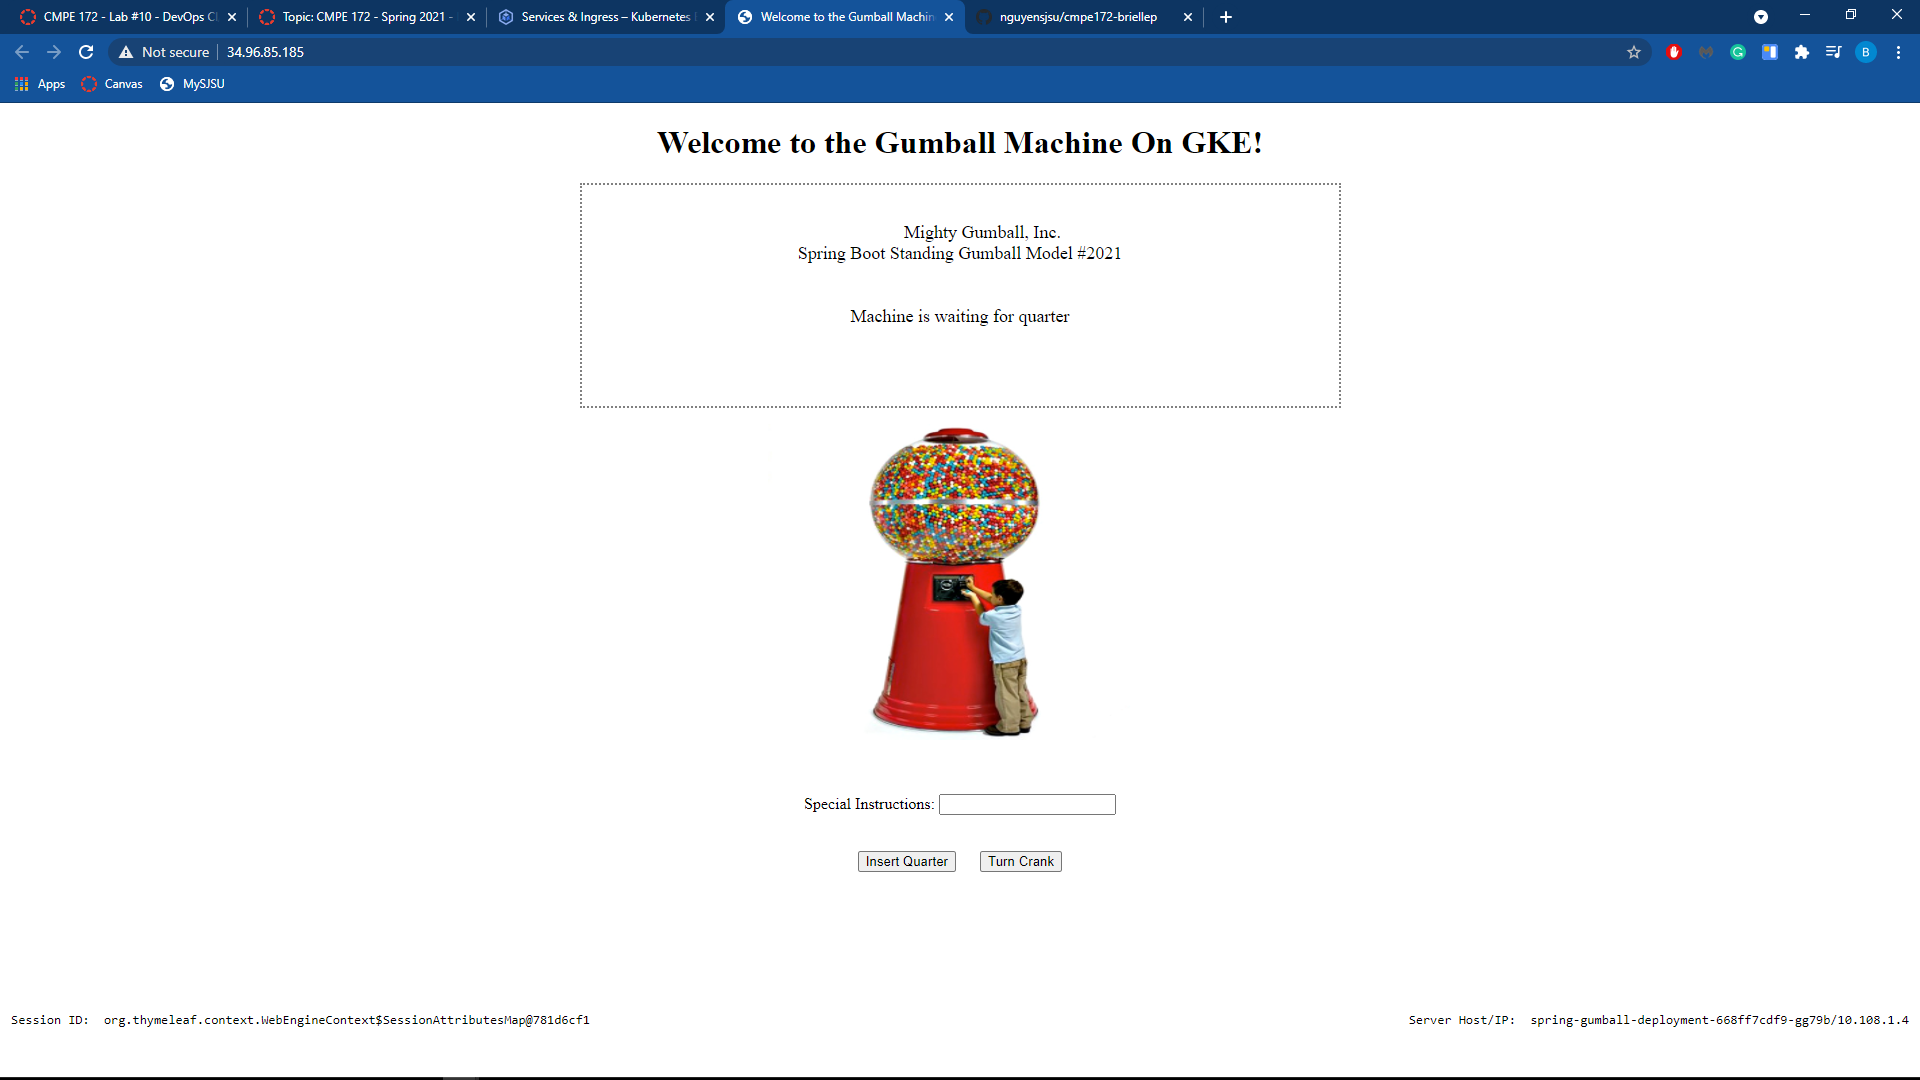 CMPE 172 - Lab #10 - DevOps Cl
Topic: CMPE 172 - Spring 2021 -
Services & Ingress – Kubernetes
Welcome to the Gumball Machin
nguyensjsu/cmpe172-briellep
Not secure
34.96.85.185
B
Apps
Canvas
MySJSU
Welcome to the Gumball Machine On GKE!
Mighty Gumball, Inc.
Spring Boot Standing Gumball Model #2021
Machine is waiting for quarter
Special Instructions:
Insert Quarter Turn Crank
Session ID: org.thymeleaf.context.WebEngineContext$SessionAttributesMap@781d6cf1
Server Host/IP: spring-gumball-deployment-668ff7cdf9-gg79b/10.108.1.4